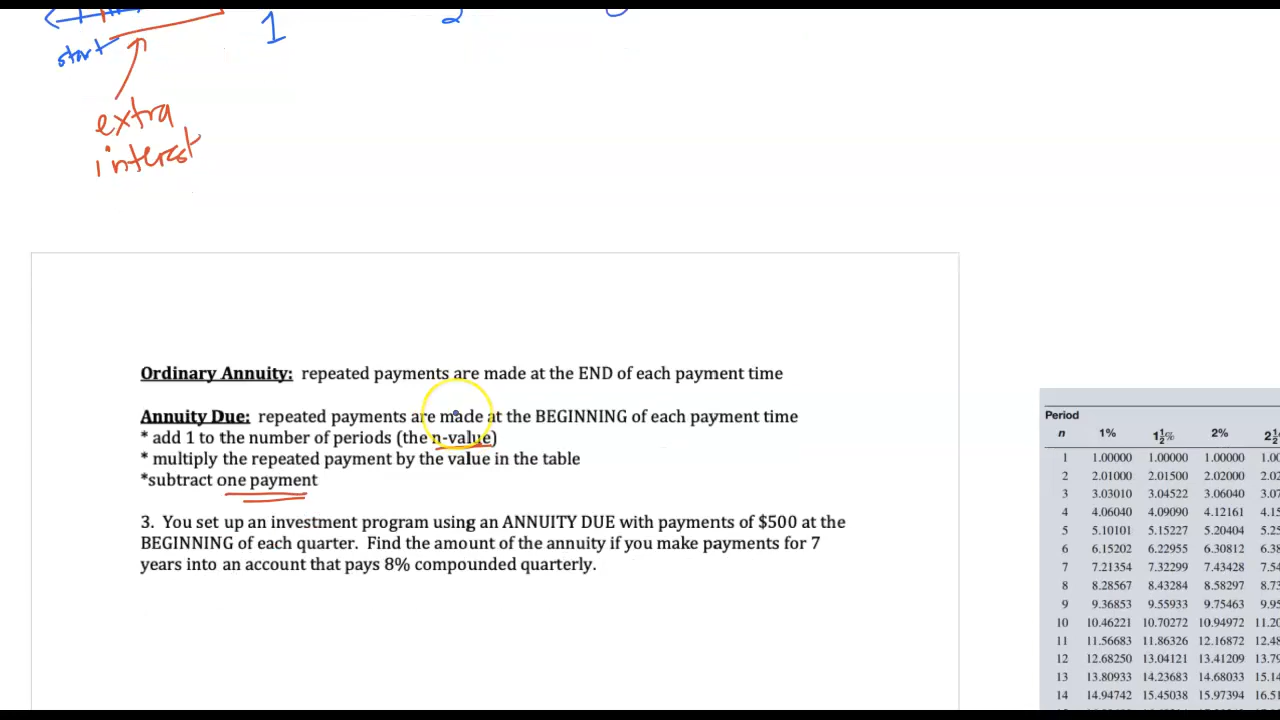 1
2
start
extra
interest
Ordinary Annuity: repeated payments are made at the END of each payment time
Annuity Due: repeated payments are made at the BEGINNING of each payment time
* add 1 to the number of periods (the n-value)
* multiply the repeated payment by the value in the table
*subtract one payment
3. You set up an investment program using an ANNUITY DUE with payments of $500 at the
BEGINNING of each quarter. Find the amount of the annuity if you make payments for 7
years into an account that pays 8% compounded quarterly.
Period
n 1% 1½% 2%
1 1.00000 1.00000 1.00000
2 2.01000 2.01500 2.02000
3 3.03010 3.04522 3.06040
4 4.06040 4.09090 4.12161
5 5.10101 5.15227 5.20404
6 6.15202 6.22955 6.30812
7 7.21354 7.32299 7.43428
8 8.28567 8.43284 8.58297
9 9.36853 9.55933 9.75463
10 10.46221 10.70272 10.94972
11 11.56683 11.86326 12.16872
12 12.68250 13.04121 13.41209
13 13.80933 14.23683 14.68033
14 14.94742 15.45038 15.97394